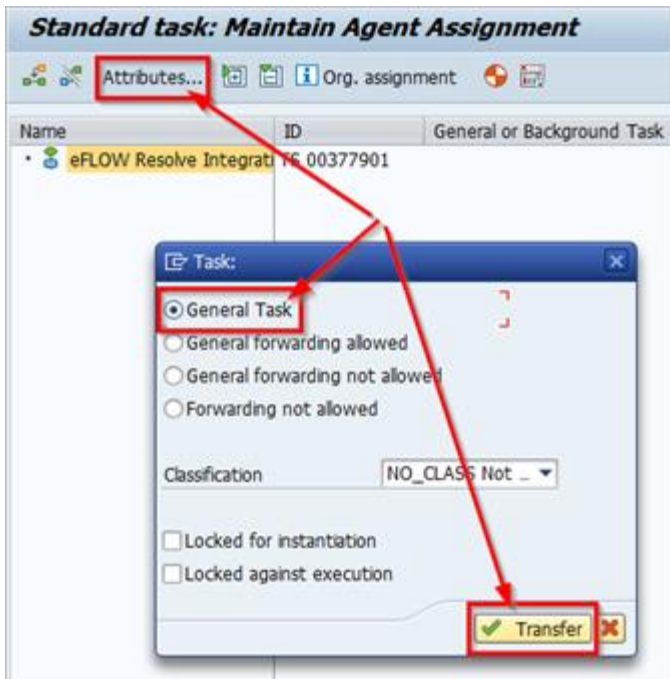 Standard task: Maintain Agent Assignment
Attributes... Org. assignment
Name ID General or Background Task
eFLOW Resolve Integrati TS 00377901
Task:
General Task
General forwarding allowed
General forwarding not allowed
Forwarding not allowed
Classification NO_CLASS Not ...
Locked for instantiation
Locked against execution
Transfer